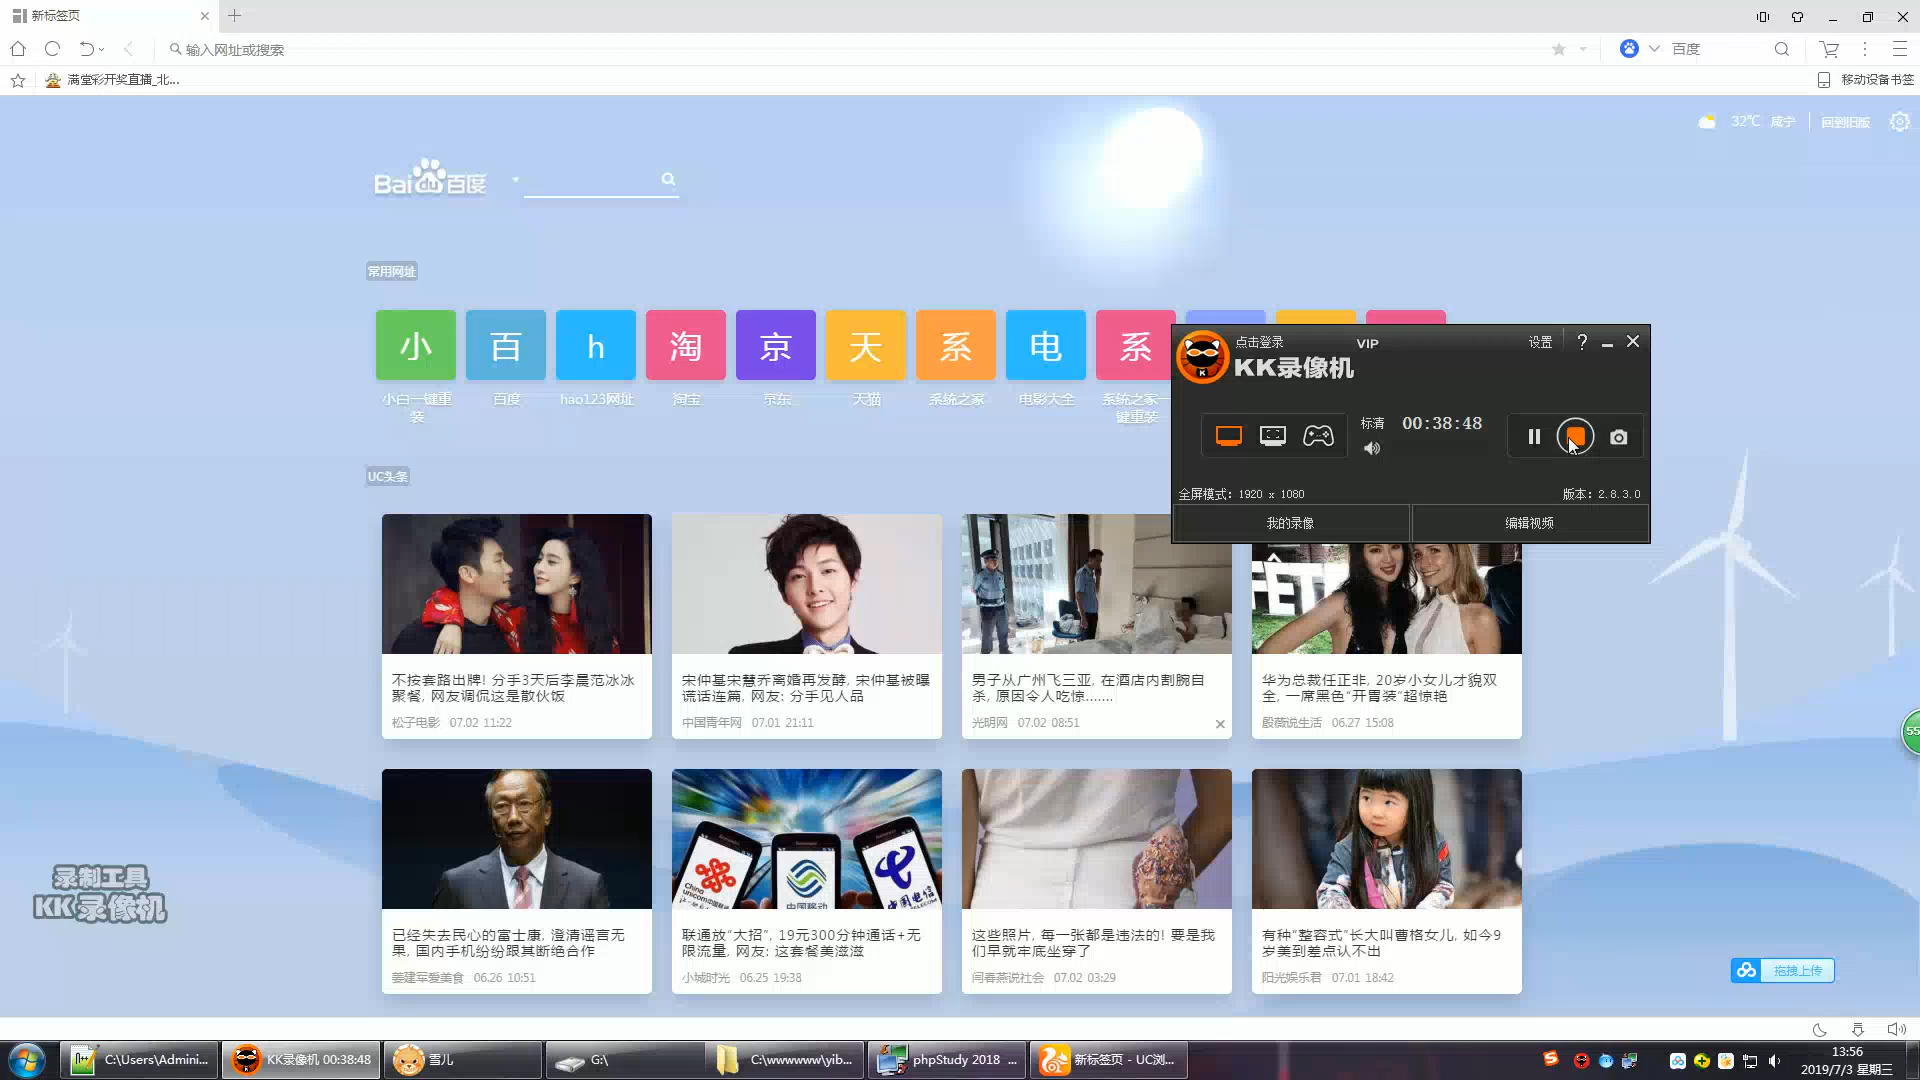 新标签页
输入网址或搜索
百度
满堂彩开奖直播_北...
移动设备书签
32℃ 咸宁 回到旧版
Bai du 百度
常用网址
小 百 h 淘 京 天 系 电 系
小白一键重装 百度 hao123网址 淘宝 京东 天猫 系统之家 电影大全 系统之家一键重装
点击登录 VIP 设置 ?
KK录像机
标清 00:38:48
全屏模式: 1920 x 1080 版本: 2.8.3.0
我的录像 编辑视频
UC头条
不按套路出牌! 分手3天后李晨范冰冰
聚餐, 网友调侃这是散伙饭
松子电影 07.02 11:22
宋仲基宋慧乔离婚再发酵, 宋仲基被曝
谎话连篇, 网友: 分手见人品
中国青年网 07.01 21:11
男子从广州飞三亚, 在酒店内割腕自
杀, 原因令人吃惊.......
光明网 07.02 08:51
华为总裁任正非, 20岁小女儿才貌双
全, 一席黑色“开胃装”超惊艳
殷薇说生活 06.27 15:08
已经失去民心的富士康, 澄清谣言无
果, 国内手机纷纷跟其断绝合作
姜建军爱美食 06.26 10:51
China unicom中国联通
中国移动
中国电信
联通放“大招”, 19元300分钟通话+无
限流量, 网友: 这套餐美滋滋
小城时光 06.25 19:38
这些照片, 每一张都是违法的! 要是我
们早就牢底坐穿了
闫春燕说社会 07.02 03:29
有种“整容式”长大叫曹格女儿, 如今9
岁美到差点认不出
阳光娱乐君 07.01 18:42
55
录制工具
KK录像机
拖拽上传
C:\Users\Admini...
KK录像机 00:38:48
雪儿
G:\
C:\wwwwww\yib...
phpStudy 2018 ...
新标签页 - UC浏...
13:56
2019/7/3 星期三